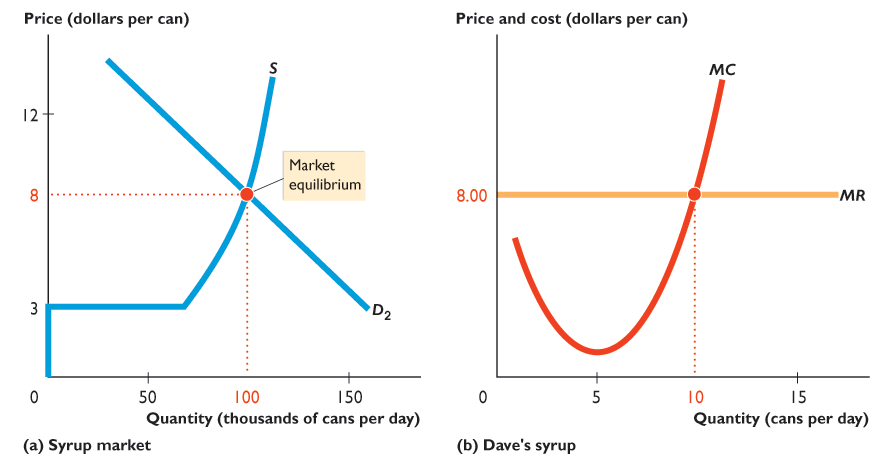 Price (dollars per can)
S
12
Market
equilibrium
8
3
D2
0
50
100
150
Quantity (thousands of cans per day)
(a) Syrup market
Price and cost (dollars per can)
MC
8.00
MR
0
5
10
15
Quantity (cans per day)
(b) Dave's syrup